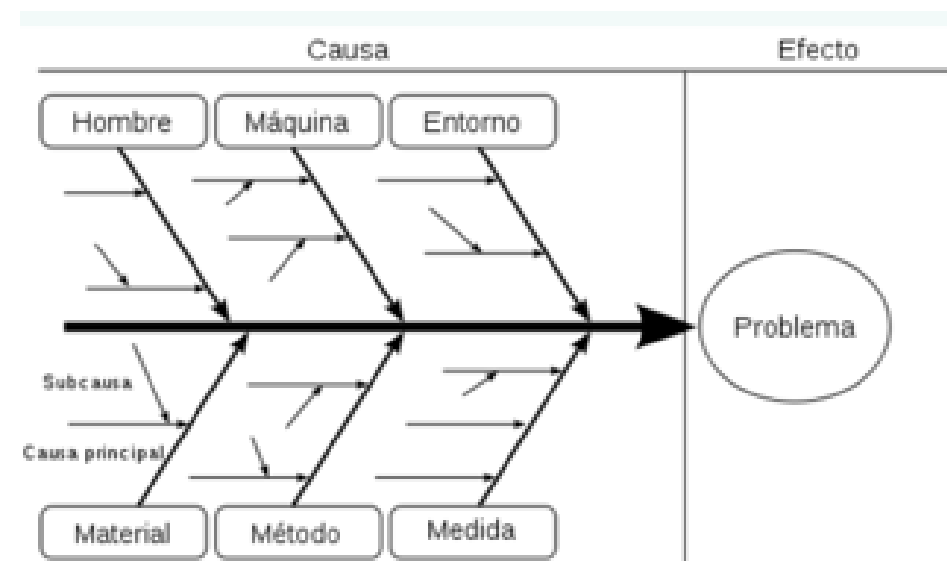 Causa
Efecto
Hombre
Máquina
Entorno
Problema
Subcausa
Causa principal
Material
Método
Medida